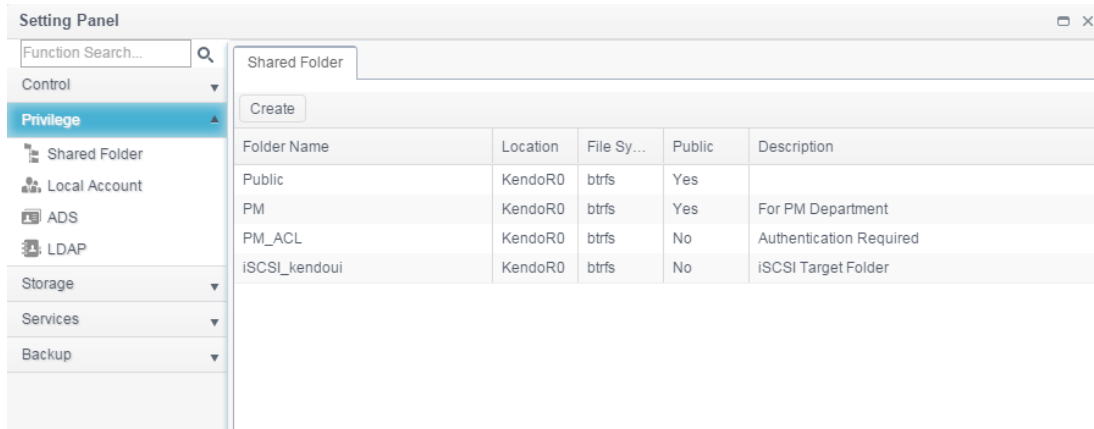 Setting Panel
Function Search...
Control
Privilege
Shared Folder
Local Account
ADS
LDAP
Storage
Services
Backup
Shared Folder
Create
Folder Name Location File Sy... Public Description
Public KendoR0 btrfs Yes
PM KendoR0 btrfs Yes For PM Department
PM_ACL KendoR0 btrfs No Authentication Required
iSCSI_kendoui KendoR0 btrfs No iSCSI Target Folder